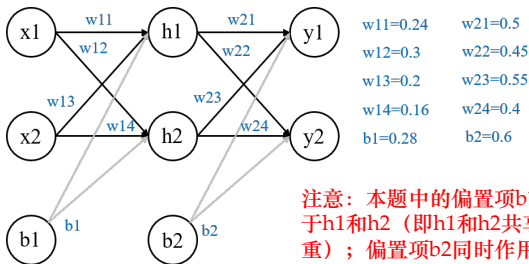 x1
w11
h1
w21
y1
w12
w22
w13
w23
x2
w14
h2
w24
y2
b1
b1
b2
b2
w11=0.24 w21=0.5
w12=0.3 w22=0.45
w13=0.2 w23=0.55
w14=0.16 w24=0.4
b1=0.28 b2=0.6
注意：本题中的偏置项b
于h1和h2（即h1和h2共
重）；偏置项b2同时作用